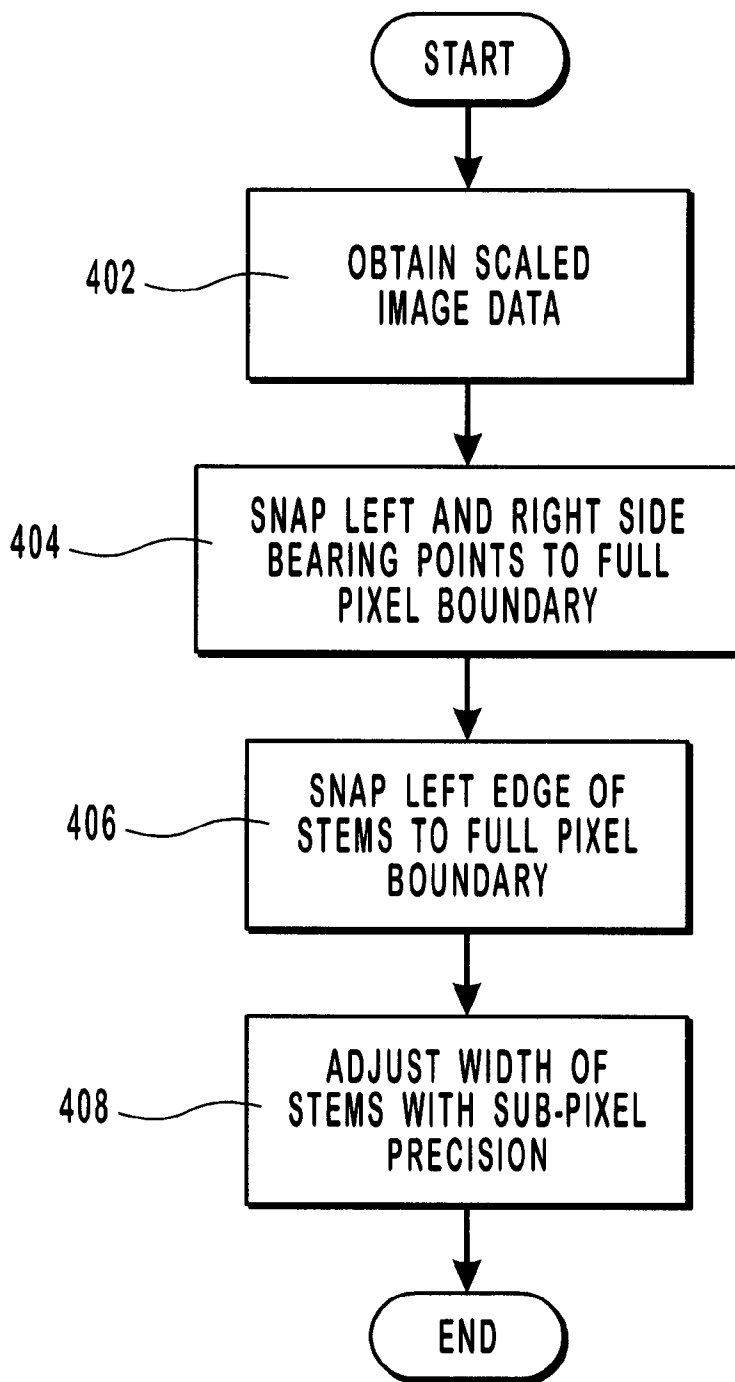 START
402
OBTAIN SCALED
IMAGE DATA
404
SNAP LEFT AND RIGHT SIDE
BEARING POINTS TO FULL
PIXEL BOUNDARY
406
SNAP LEFT EDGE OF
STEMS TO FULL PIXEL
BOUNDARY
408
ADJUST WIDTH OF
STEMS WITH SUB-PIXEL
PRECISION
END